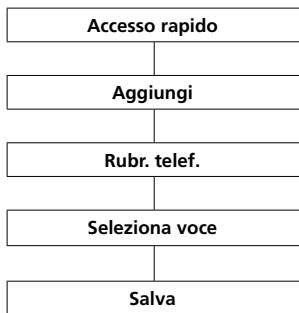 Accesso rapido
Aggiungi
Rubr. telef.
Seleziona voce
Salva